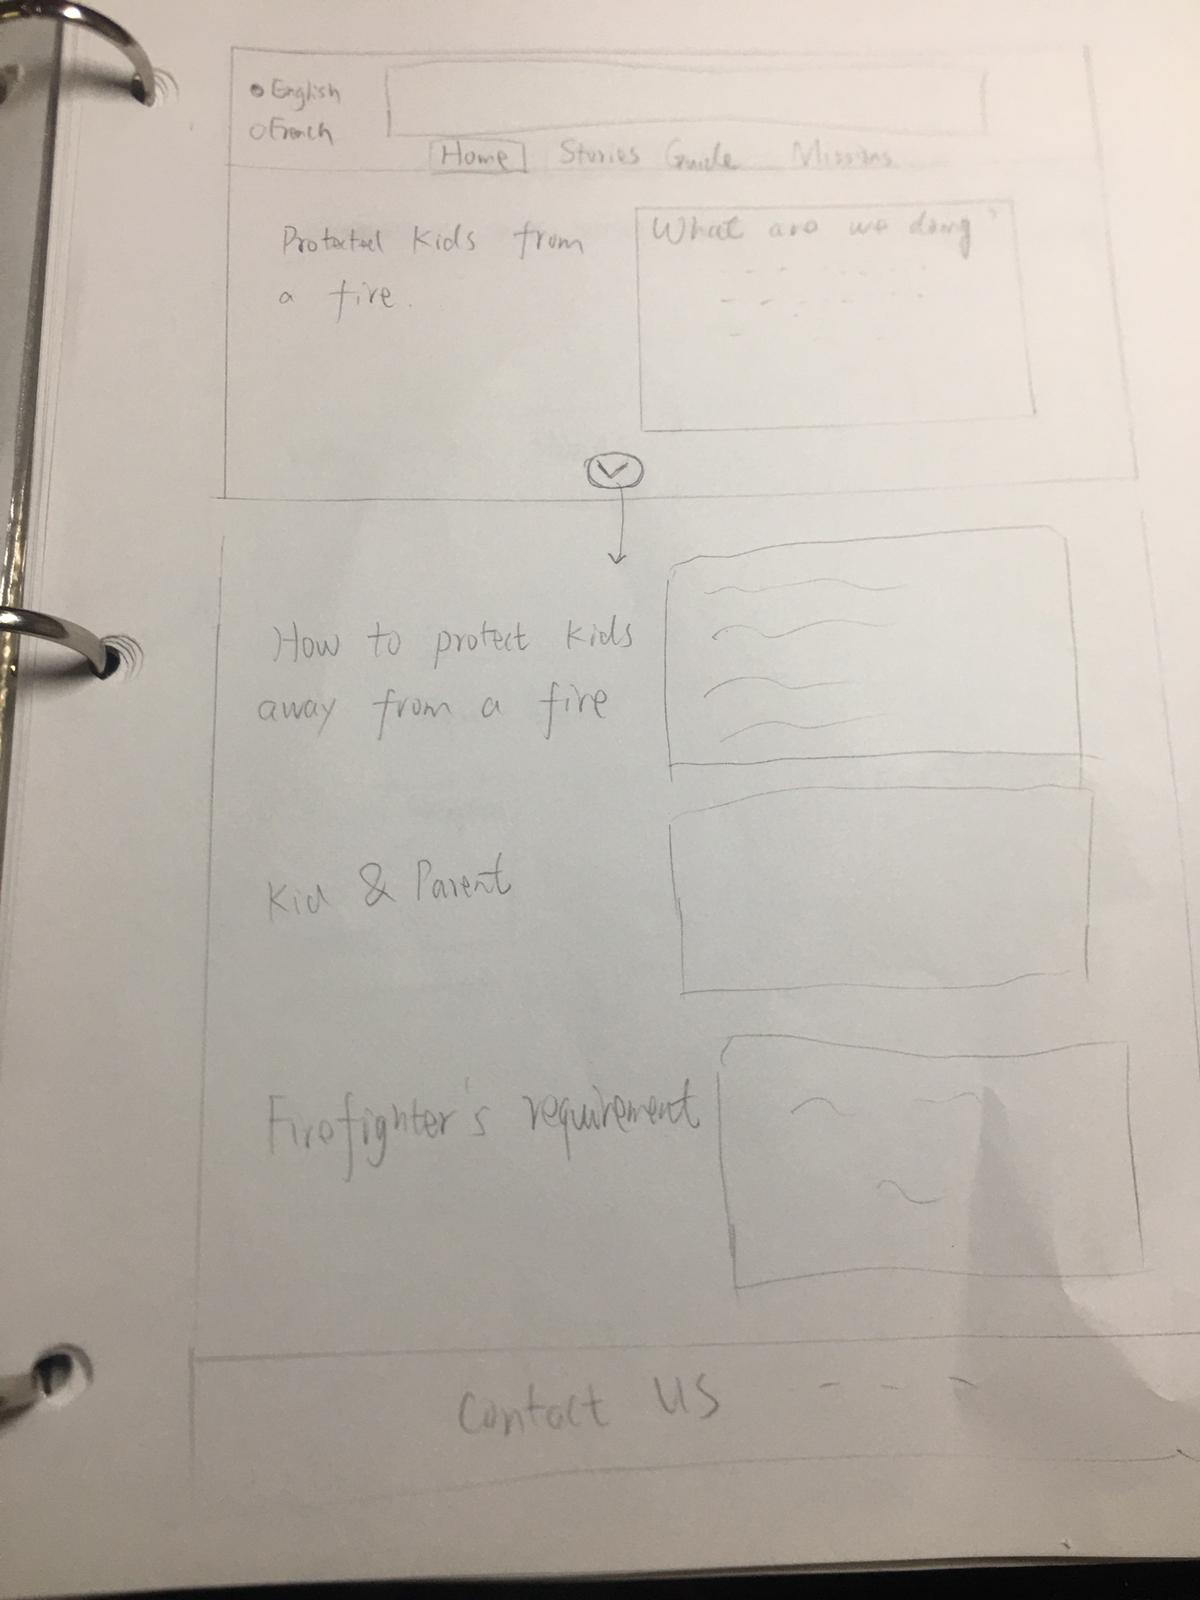 English
French
Home Stories Guide Missions
Protected kids from
a fire.
What are we doing?
How to protect kids
away from a fire
Kid & Parent
Firefighter's requirement
Contact US